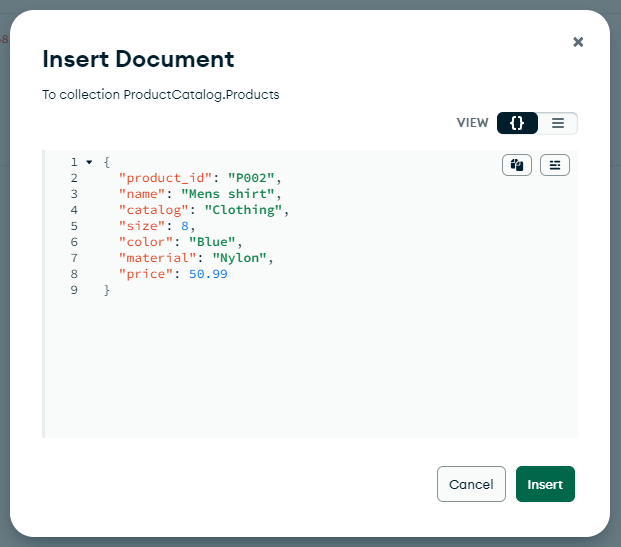 Insert Document
To collection ProductCatalog.Products
VIEW {}
1 {
2 "product_id": "P002",
3 "name": "Mens shirt",
4 "catalog": "Clothing",
5 "size": 8,
6 "color": "Blue",
7 "material": "Nylon",
8 "price": 50.99
9 }
Cancel Insert